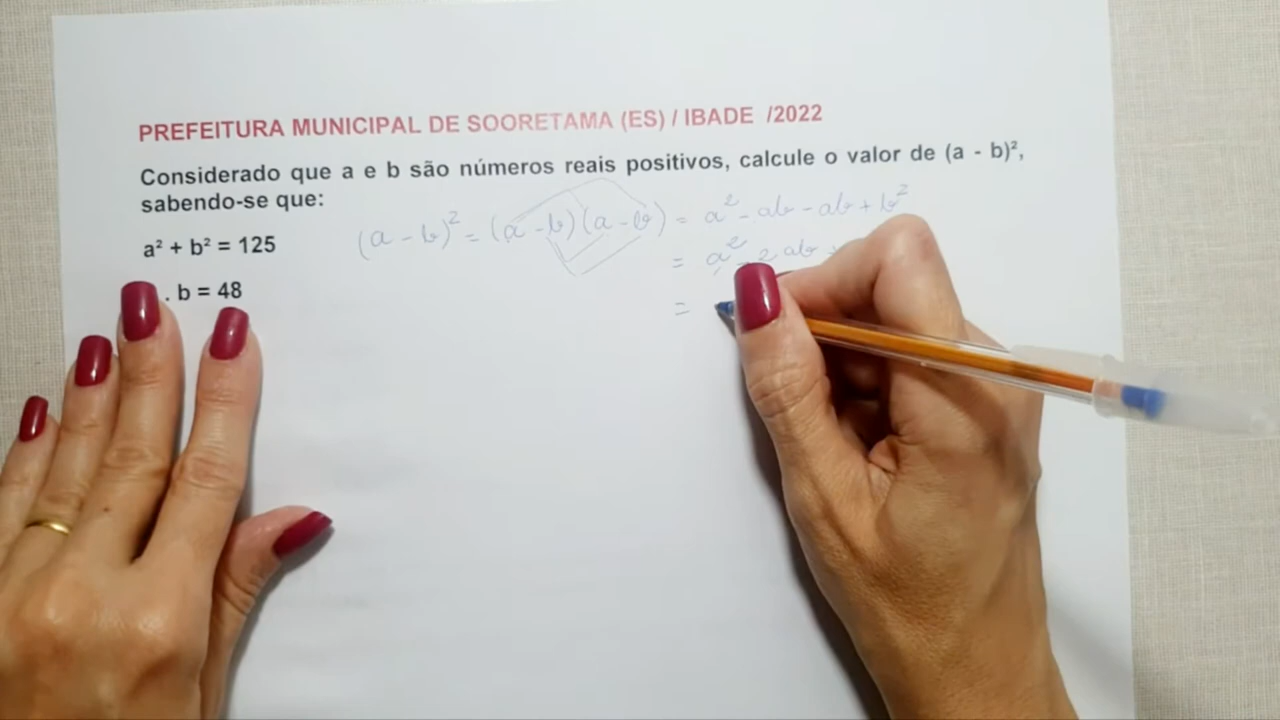 PREFEITURA MUNICIPAL DE SOORETAMA (ES) / IBADE /2022
Considerado que a e b são números reais positivos, calcule o valor de (a - b)²,
sabendo-se que:
(a - b)² = (a - b)(a - b) = a² - ab - ab + b²
a² + b² = 125
= a² - 2ab
. b = 48
=